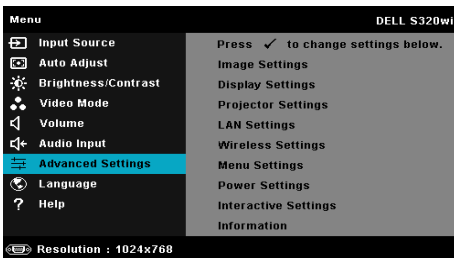 Menu DELL S320wi
Input Source
Auto Adjust
Brightness/Contrast
Video Mode
Volume
Audio Input
Advanced Settings
Language
? Help
Press ✓ to change settings below.
Image Settings
Display Settings
Projector Settings
LAN Settings
Wireless Settings
Menu Settings
Power Settings
Interactive Settings
Information
Resolution : 1024x768